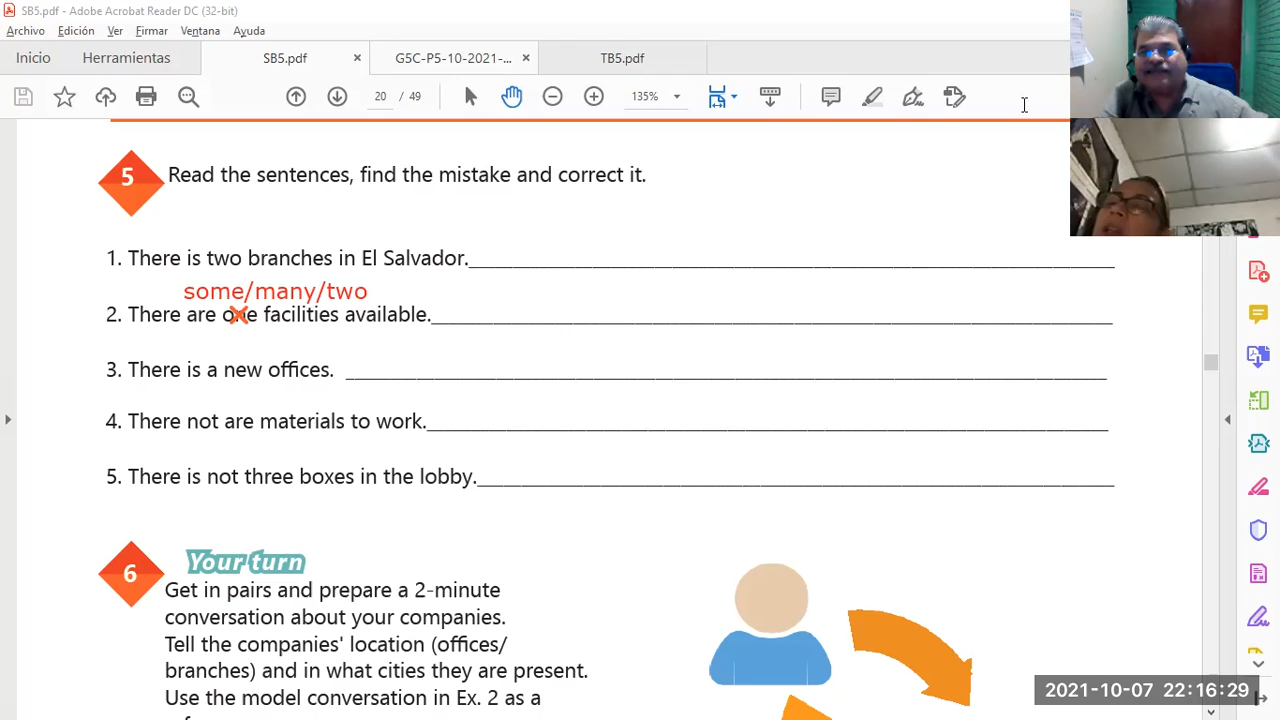 SB5.pdf - Adobe Acrobat Reader DC (32-bit)
Archivo Edición Ver Firmar Ventana Ayuda
Inicio Herramientas SB5.pdf × G5C-P5-10-2021-... × TB5.pdf
20 / 49 135%
5 Read the sentences, find the mistake and correct it.
1. There is two branches in El Salvador.
some/many/two
2. There are one facilities available.
3. There is a new offices.
4. There not are materials to work.
5. There is not three boxes in the lobby.
6 Your turn
Get in pairs and prepare a 2-minute
conversation about your companies.
Tell the companies' location (offices/
branches) and in what cities they are present.
Use the model conversation in Ex. 2 as a
2021-10-07 22:16:29